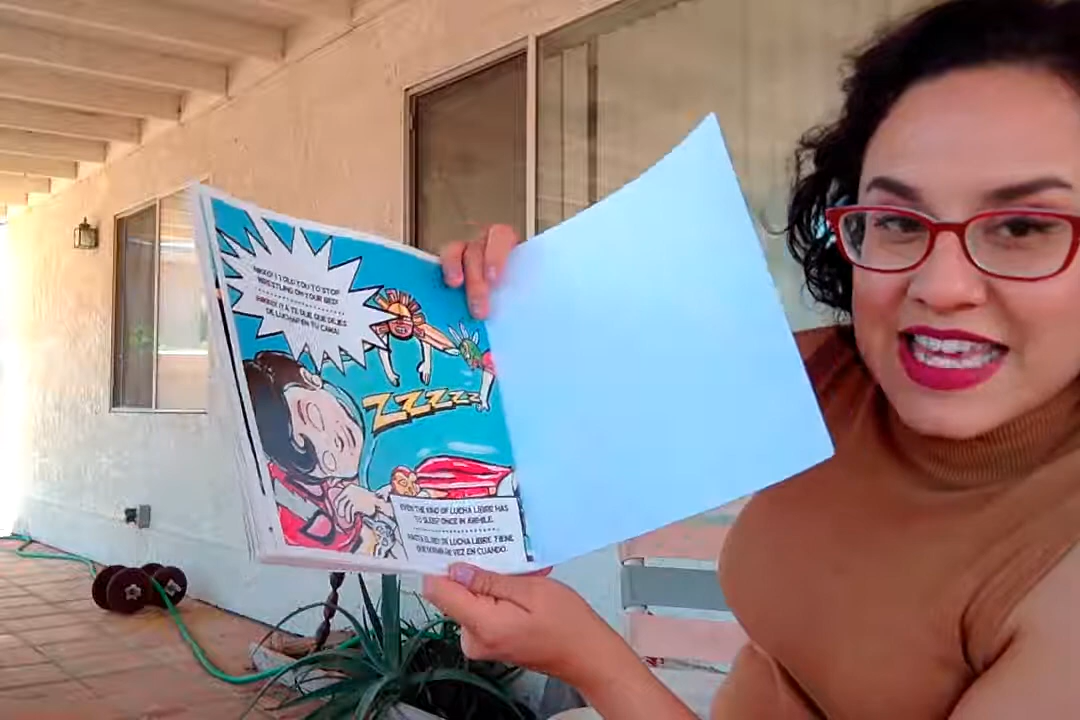 NIKKO! I TOLD YOU TO STOP
WRESTLING ON YOUR BED!
¡NIKKO! ¡YA TE DIJE QUE DEJES
DE LUCHAR EN TU CAMA!
ZZZZZZ
EVEN THE KING OF LUCHA LIBRE HAS
TO SLEEP ONCE IN AWHILE.
HASTA EL REY DE LUCHA LIBRE TIENE
QUE DORMIR DE VEZ EN CUANDO.